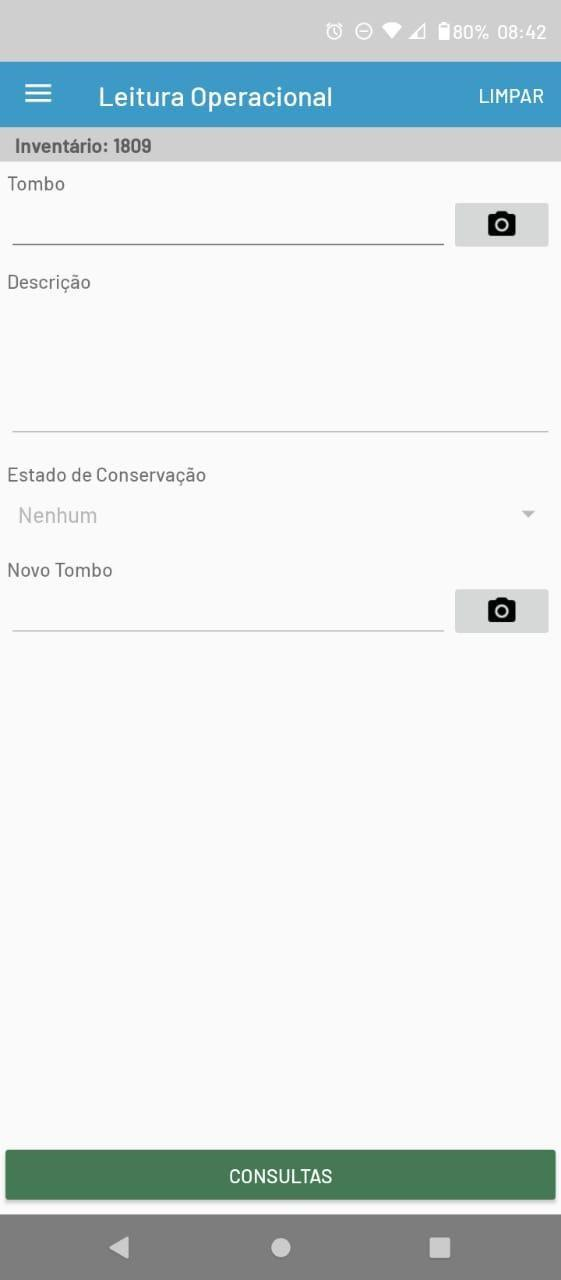 80% 08:42
Leitura Operacional LIMPAR
Inventário: 1809
Tombo
Descrição
Estado de Conservação
Nenhum
Novo Tombo
CONSULTAS